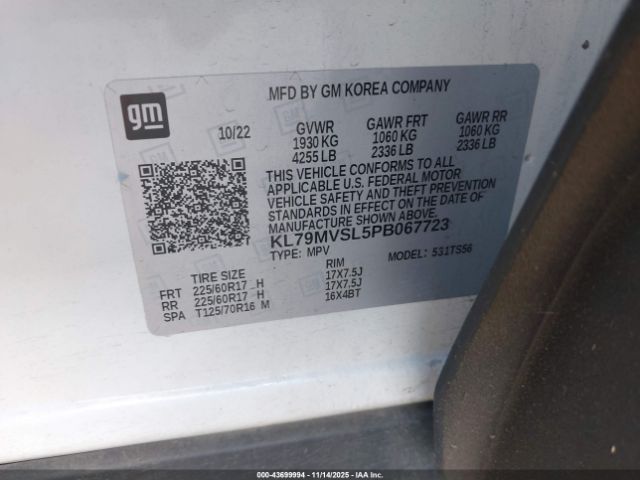 gm
MFD BY GM KOREA COMPANY
10/22 GVWR GAWR FRT GAWR RR
1930 KG 1060 KG 1060 KG
4255 LB 2336 LB 2336 LB
THIS VEHICLE CONFORMS TO ALL
APPLICABLE U.S. FEDERAL MOTOR
VEHICLE SAFETY AND THEFT PREVENTION
STANDARDS IN EFFECT ON THE DATE OF
MANUFACTURE SHOWN ABOVE.
KL79MVSL5PB067723
TYPE: MPV MODEL: 531TS56
TIRE SIZE RIM
FRT 225/60R17 H 17X7.5J
RR 225/60R17 H 17X7.5J
SPA T125/70R16 M 16X4BT
00-43699994 — 11/14/2025 — IAAI, Inc.